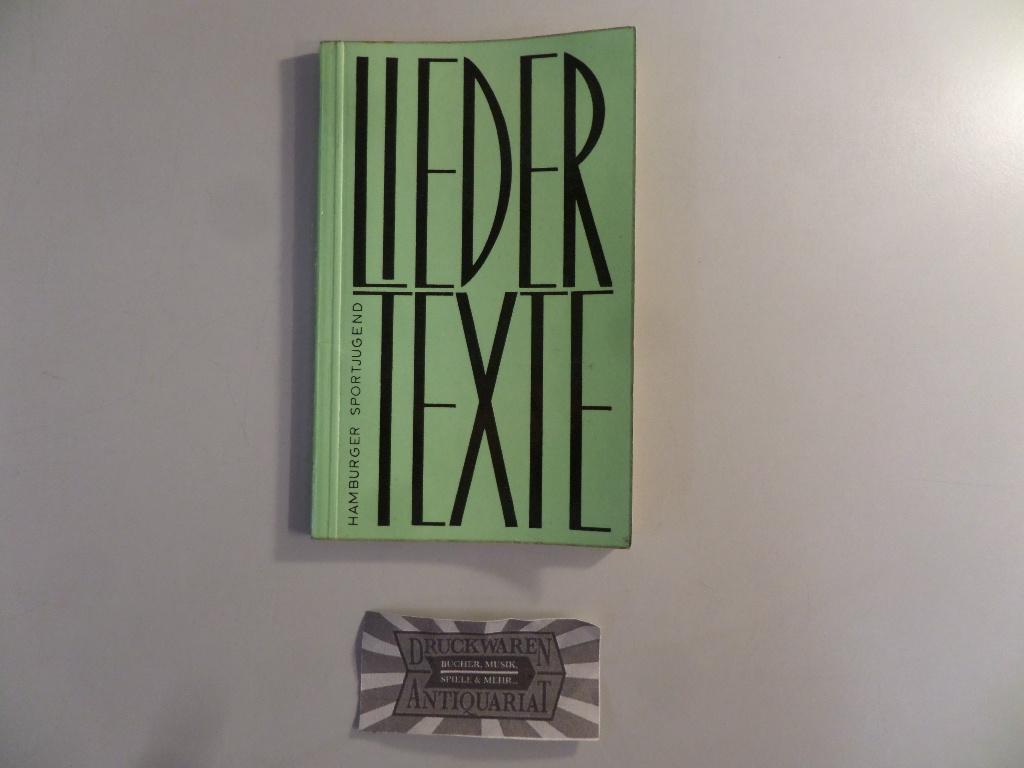 LIEDER
TEXTE
HAMBURGER SPORTJUGEND
DRUCKWAREN
BÜCHER, MUSIK,
SPIELE & MEHR...
ANTIQUARIAT